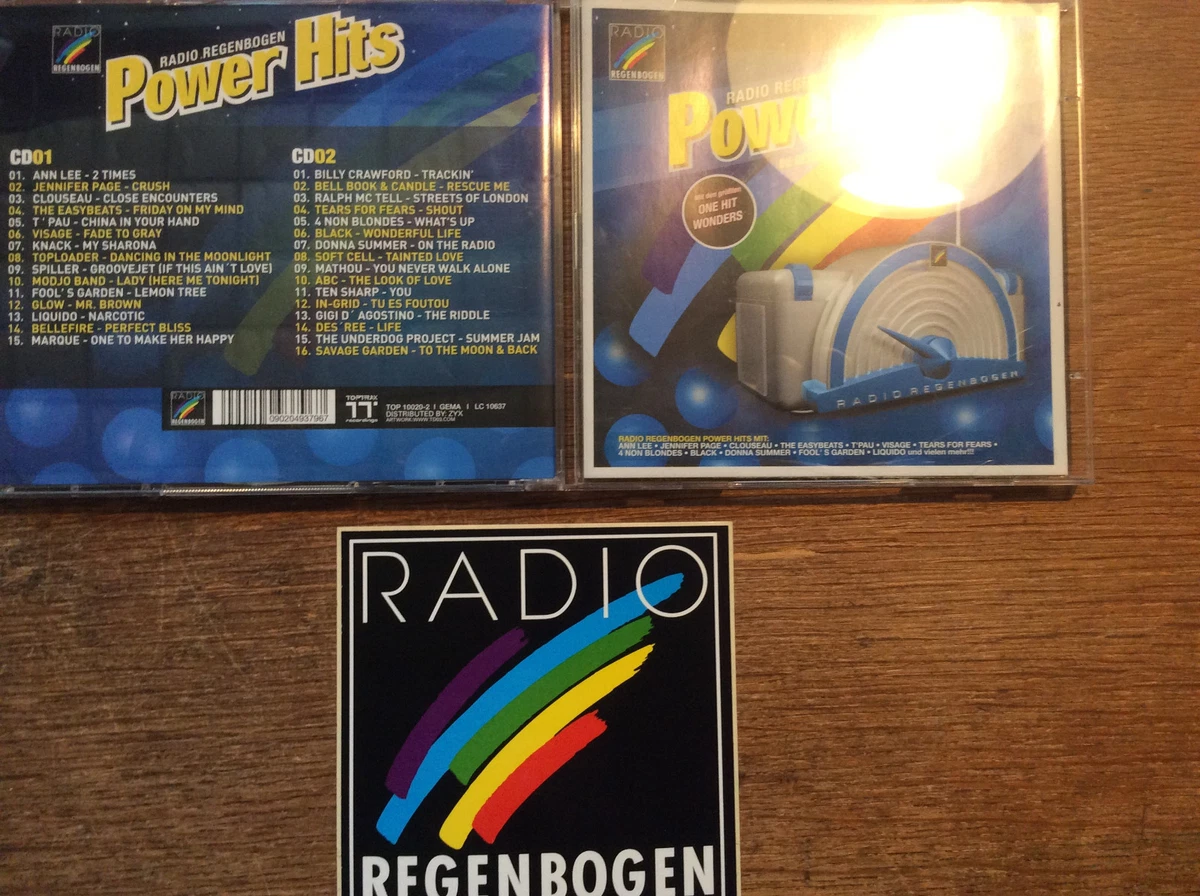 RADIO
REGENBOGEN
RADIO REGENBOGEN
Power Hits
CD01
01. ANN LEE - 2 TIMES
02. JENNIFER PAGE - CRUSH
03. CLOUSEAU - CLOSE ENCOUNTERS
04. THE EASYBEATS - FRIDAY ON MY MIND
05. T´PAU - CHINA IN YOUR HAND
06. VISAGE - FADE TO GRAY
07. KNACK - MY SHARONA
08. TOPLOADER - DANCING IN THE MOONLIGHT
09. SPILLER - GROOVEJET (IF THIS AIN´T LOVE)
10. MODJO BAND - LADY (HERE ME TONIGHT)
11. FOOL´S GARDEN - LEMON TREE
12. GLOW - MR. BROWN
13. LIQUIDO - NARCOTIC
14. BELLEFIRE - PERFECT BLISS
15. MARQUE - ONE TO MAKE HER HAPPY
CD02
01. BILLY CRAWFORD - TRACKIN´
02. BELL BOOK & CANDLE - RESCUE ME
03. RALPH MC TELL - STREETS OF LONDON
04. TEARS FOR FEARS - SHOUT
05. 4 NON BLONDES - WHAT´S UP
06. BLACK - WONDERFUL LIFE
07. DONNA SUMMER - ON THE RADIO
08. SOFT CELL - TAINTED LOVE
09. MATHOU - YOU NEVER WALK ALONE
10. ABC - THE LOOK OF LOVE
11. TEN SHARP - YOU
12. IN-GRID - TU ES FOUTOU
13. GIGI D´ AGOSTINO - THE RIDDLE
14. DES´REE - LIFE
15. THE UNDERDOG PROJECT - SUMMER JAM
16. SAVAGE GARDEN - TO THE MOON & BACK
REGENBOGEN
090204937967
TOPTRAX
TT
recordings
TOP 10020-2 | GEMA | LC 10637
DISTRIBUTED BY: ZYX
RADIO
REGENBOGEN
RADIO
Pow
Mit den größten
ONE HIT
WONDERS
RADIO REGENBOGEN
RADIO REGENBOGEN POWER HITS MIT:
ANN LEE • JENNIFER PAGE • CLOUSEAU • THE EASYBEATS • T'PAU • VISAGE • TEARS FOR FEARS •
4 NON BLONDES • BLACK • DONNA SUMMER • FOOL´S GARDEN • LIQUIDO und vielen mehr!!!
RADIO
REGENBOGEN